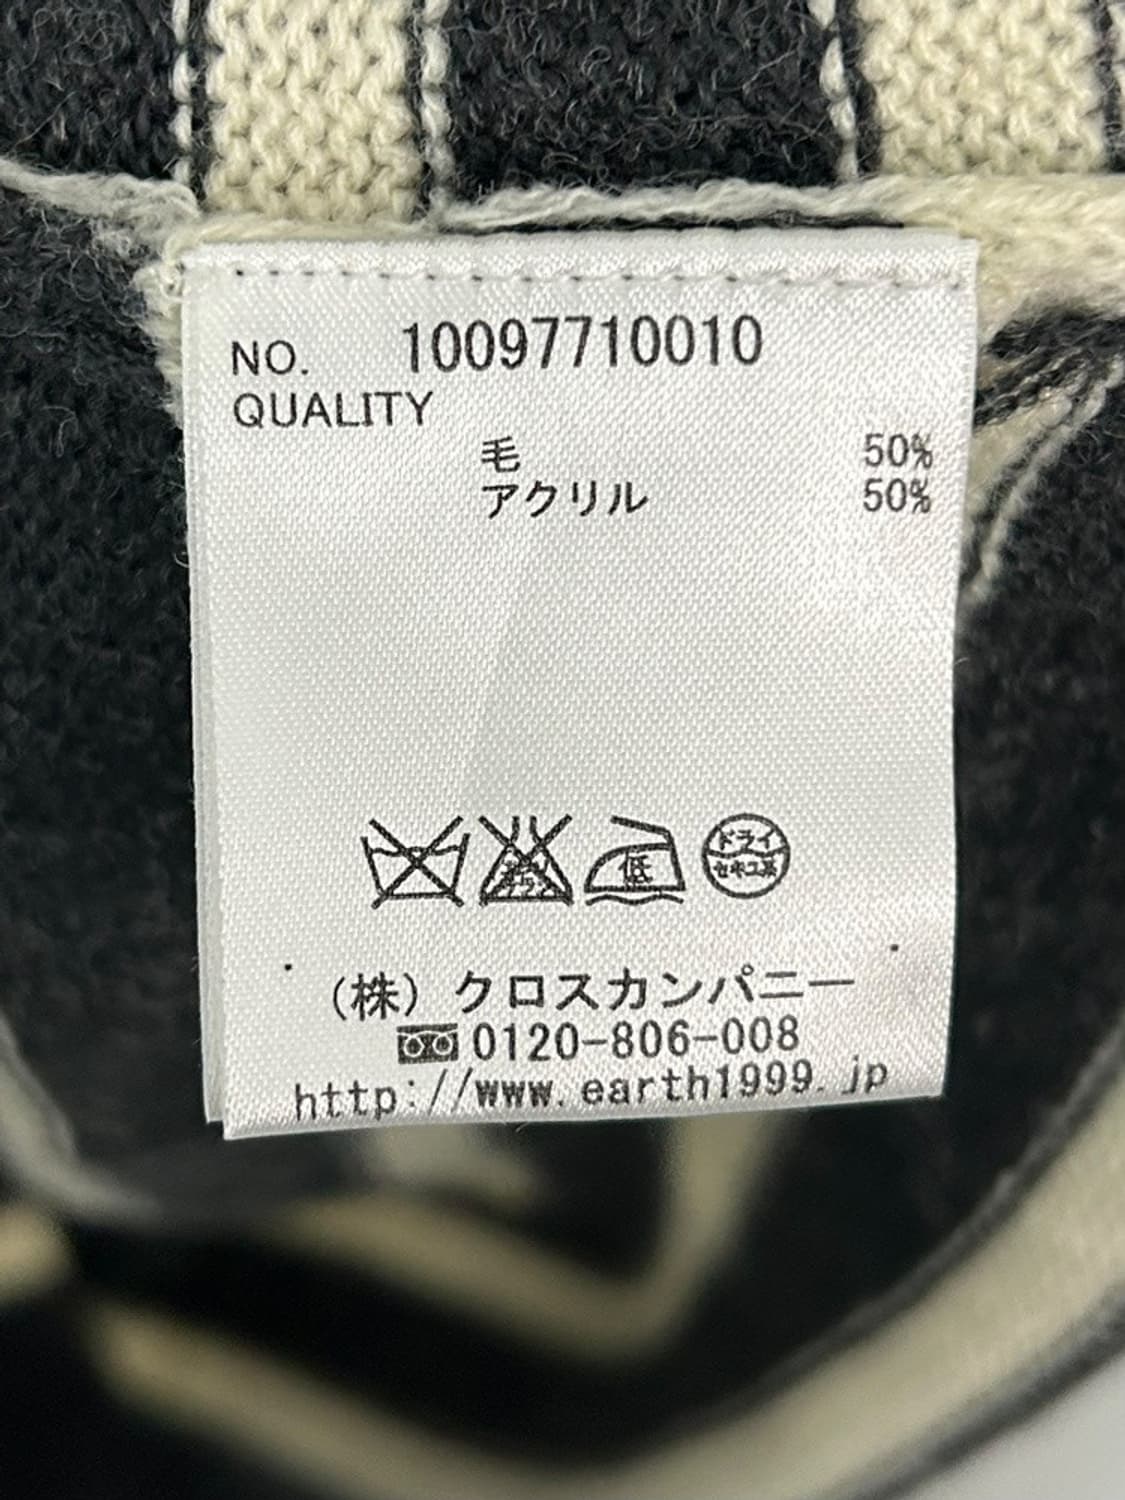 NO. 10097710010
QUALITY
毛 50%
アクリル 50%
低
ドライ
セキユ系
(株) クロスカンパニー
0120-806-008
http://www.earth1999.jp